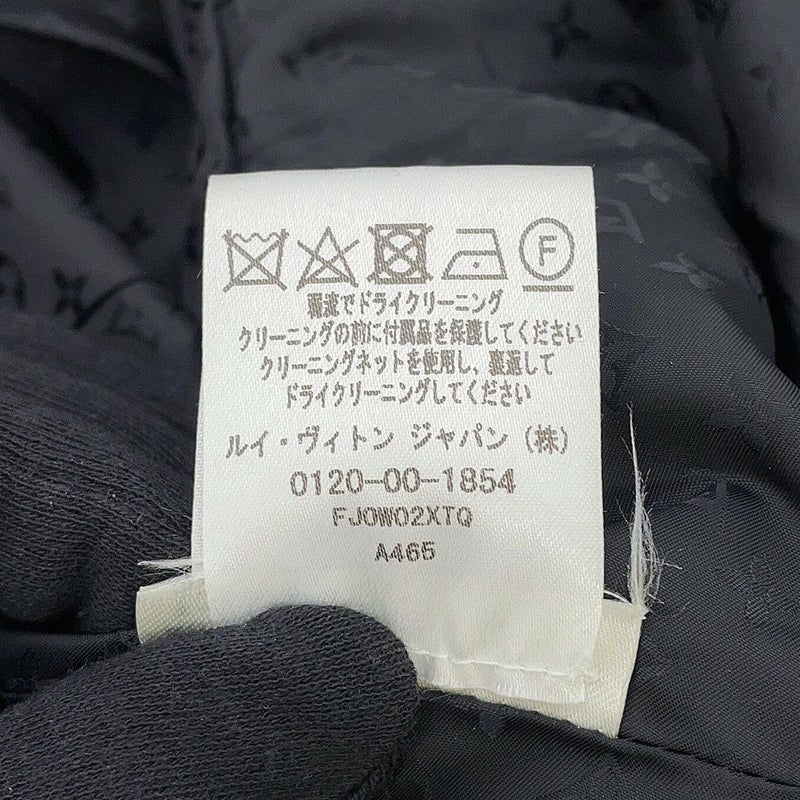 F
弱流でドライクリーニング
クリーニングの前に付属品を保護してください
クリーニングネットを使用し、裏返して
ドライクリーニングしてください
ルイ・ヴィトン ジャパン (株)
0120-00-1854
FJOW02XTQ
A465